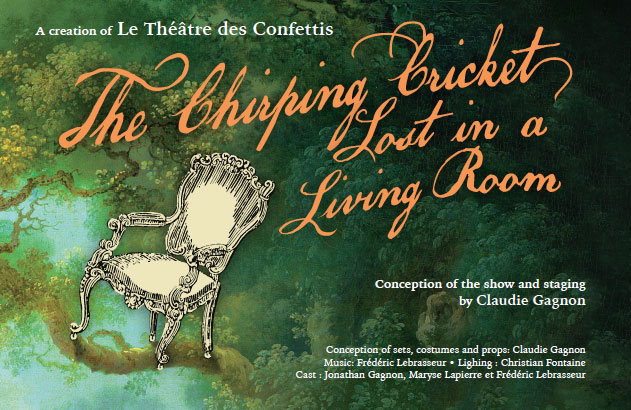 A creation of Le Théâtre des Confettis
The Chirping Cricket
Lost in a
Living Room
Conception of the show and staging
by Claudie Gagnon
Conception of sets, costumes and props: Claudie Gagnon
Music: Frédéric Lebrasseur • Lighing : Christian Fontaine
Cast : Jonathan Gagnon, Maryse Lapierre et Frédéric Lebrasseur